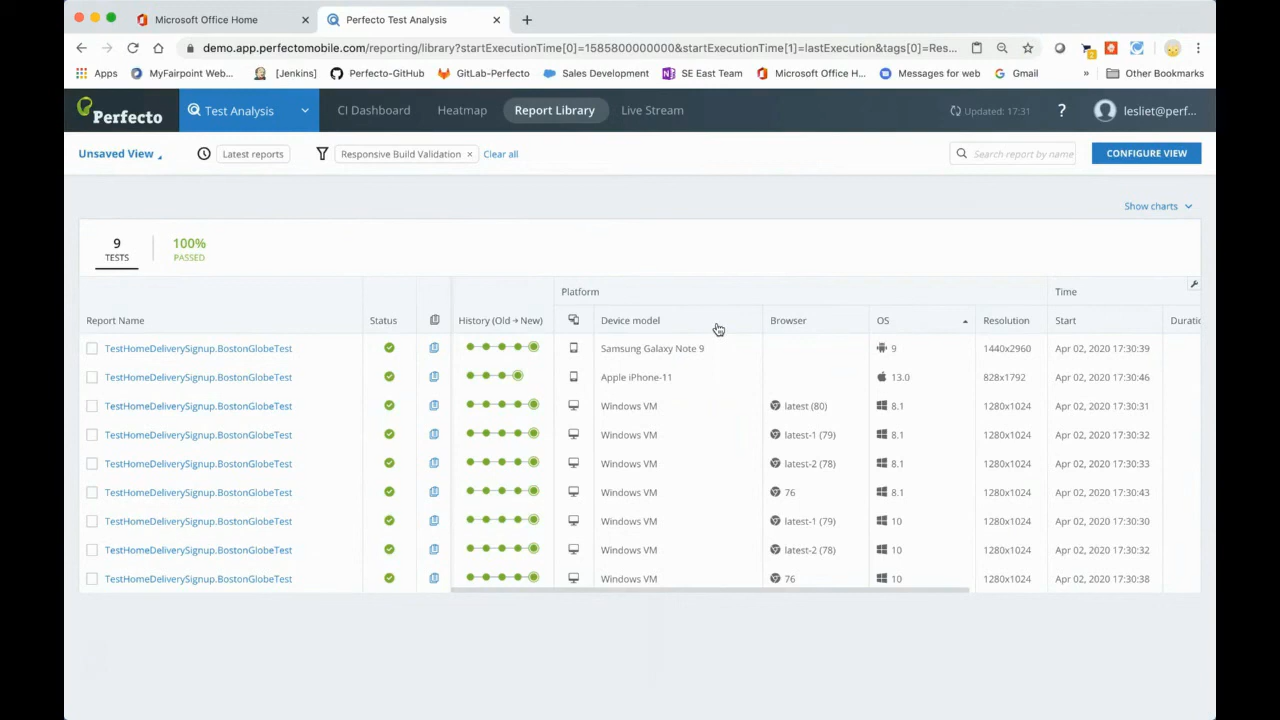 Microsoft Office Home
Perfecto Test Analysis
demo.app.perfectomobile.com/reporting/library?startExecutionTime[0]=1585800000000&startExecutionTime[1]=lastExecution&tags[0]=Res...
Apps MyFairpoint Web... [Jenkins] Perfecto-GitHub GitLab-Perfecto Sales Development SE East Team Microsoft Office H... Messages for web Gmail » Other Bookmarks
Perfecto Test Analysis CI Dashboard Heatmap Report Library Live Stream Updated: 17:31 ? lesliet@perf...
Unsaved View Latest reports Responsive Build Validation × Clear all Search report by name CONFIGURE VIEW
Show charts
9 100%
TESTS PASSED
Platform Time
Report Name Status History (Old → New) Device model Browser OS Resolution Start Duratic
TestHomeDeliverySignup.BostonGlobeTest Samsung Galaxy Note 9 9 1440x2960 Apr 02, 2020 17:30:39
TestHomeDeliverySignup.BostonGlobeTest Apple iPhone-11 13.0 828x1792 Apr 02, 2020 17:30:46
TestHomeDeliverySignup.BostonGlobeTest Windows VM latest (80) 8.1 1280x1024 Apr 02, 2020 17:30:31
TestHomeDeliverySignup.BostonGlobeTest Windows VM latest-1 (79) 8.1 1280x1024 Apr 02, 2020 17:30:32
TestHomeDeliverySignup.BostonGlobeTest Windows VM latest-2 (78) 8.1 1280x1024 Apr 02, 2020 17:30:33
TestHomeDeliverySignup.BostonGlobeTest Windows VM 76 8.1 1280x1024 Apr 02, 2020 17:30:43
TestHomeDeliverySignup.BostonGlobeTest Windows VM latest-1 (79) 10 1280x1024 Apr 02, 2020 17:30:30
TestHomeDeliverySignup.BostonGlobeTest Windows VM latest-2 (78) 10 1280x1024 Apr 02, 2020 17:30:32
TestHomeDeliverySignup.BostonGlobeTest Windows VM 76 10 1280x1024 Apr 02, 2020 17:30:38